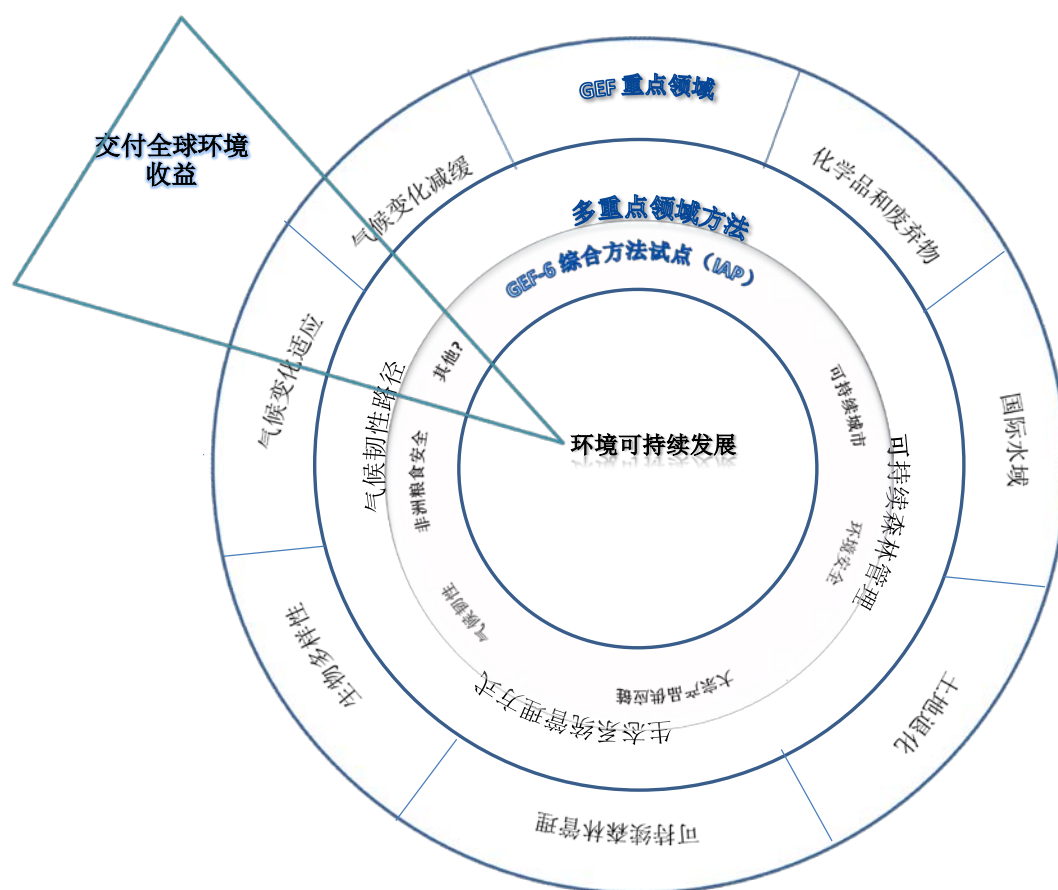 交付全球环境
收益
GEF 重点领域
化学品和废弃物
国际水域
土地退化
可持续森林管理
生物多样性
气候变化适应
气候变化减缓
多重点领域方法
可持续森林管理
生态系统管理方式
气候韧性路径
GEF-6 综合方法试点（IAP）
可持续城市
环境安全
大宗产品供应链
气候韧性
非洲粮食安全
其他?
环境可持续发展